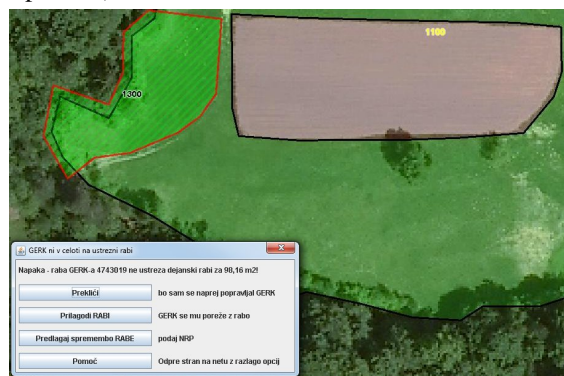 1100
1300
GERK ni v celoti na ustrezni rabi
Napaka - raba GERK-a 4743019 ne ustreza dejanski rabi za 98,16 m2!
Prekliči bo sam se naprej popravljal GERK
Prilagodi RABI GERK se mu poreže z rabo
Predlagaj spremembo RABE podaj NRP
Pomoč Odpre stran na netu z razlago opcij